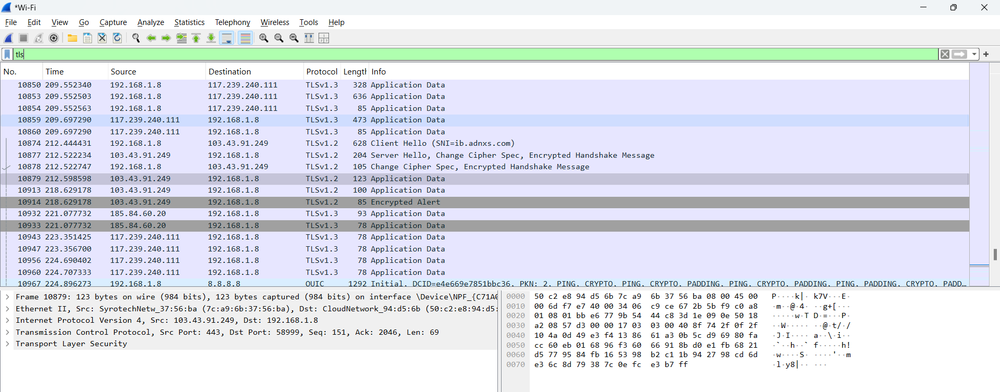 *Wi-Fi
File Edit View Go Capture Analyze Statistics Telephony Wireless Tools Help
tls
No. Time Source Destination Protocol Length Info
10850 209.552340 192.168.1.8 117.239.240.111 TLSv1.3 328 Application Data
10853 209.552503 192.168.1.8 117.239.240.111 TLSv1.3 636 Application Data
10854 209.552563 192.168.1.8 117.239.240.111 TLSv1.3 85 Application Data
10859 209.697290 117.239.240.111 192.168.1.8 TLSv1.3 473 Application Data
10860 209.697290 117.239.240.111 192.168.1.8 TLSv1.3 85 Application Data
10874 212.444431 192.168.1.8 103.43.91.249 TLSv1.2 628 Client Hello (SNI=ib.adnxs.com)
10877 212.522234 103.43.91.249 192.168.1.8 TLSv1.2 204 Server Hello, Change Cipher Spec, Encrypted Handshake Message
10878 212.522747 192.168.1.8 103.43.91.249 TLSv1.2 105 Change Cipher Spec, Encrypted Handshake Message
10879 212.598598 103.43.91.249 192.168.1.8 TLSv1.2 123 Application Data
10913 218.629178 103.43.91.249 192.168.1.8 TLSv1.2 100 Application Data
10914 218.629178 103.43.91.249 192.168.1.8 TLSv1.2 85 Encrypted Alert
10932 221.077732 185.84.60.20 192.168.1.8 TLSv1.3 93 Application Data
10933 221.077732 185.84.60.20 192.168.1.8 TLSv1.3 78 Application Data
10943 223.351425 117.239.240.111 192.168.1.8 TLSv1.3 78 Application Data
10947 223.356700 117.239.240.111 192.168.1.8 TLSv1.3 78 Application Data
10956 224.690402 117.239.240.111 192.168.1.8 TLSv1.3 78 Application Data
10960 224.707333 117.239.240.111 192.168.1.8 TLSv1.3 78 Application Data
10967 224.896273 192.168.1.8 8.8.8.8 QUIC 1292 Initial, DCID=e4e669e7851bbc36, PKN: 2, PING, CRYPTO, PING, CRYPTO, PADDING, PING, CRYPTO, PADDING, PING, PADDING, CRYPTO, PADD…
Frame 10879: 123 bytes on wire (984 bits), 123 bytes captured (984 bits) on interface \Device\NPF_{C71A
Ethernet II, Src: SyrotechNetw_37:56:ba (7c:a9:6b:37:56:ba), Dst: CloudNetwork_94:d5:6b (50:c2:e8:94:d5:
Internet Protocol Version 4, Src: 103.43.91.249, Dst: 192.168.1.8
Transmission Control Protocol, Src Port: 443, Dst Port: 58999, Seq: 151, Ack: 2046, Len: 69
Transport Layer Security
0000 50 c2 e8 94 d5 6b 7c a9 6b 37 56 ba 08 00 45 00 P····k|· k7V···E·
0010 00 6d f7 e7 40 00 34 06 c9 ce 67 2b 5b f9 c0 a8 ·m··@·4· ··g+[···
0020 01 08 01 bb e6 77 9b 54 44 c8 3d 1e 09 0e 50 18 ·····w·T D·=···P·
0030 a2 08 57 d3 00 00 17 03 03 00 40 8f 74 2f 0f 2f ··W····· ··@·t/·/
0040 10 4a 0d 49 e3 f4 13 86 61 a3 0b 5c d9 69 80 fa ·J·I···· a··\·i··
0050 cc 60 eb 01 68 96 f3 60 66 91 8b d0 e1 fb 68 21 ·`··h··` f·····h!
0060 d5 77 95 84 fb 16 53 98 b2 c1 1b 94 27 98 cd 6d ·w····S· ····'··m
0070 e3 6c 8d 79 38 7c 0e fc e3 b7 ff ·l·y8|·· ···